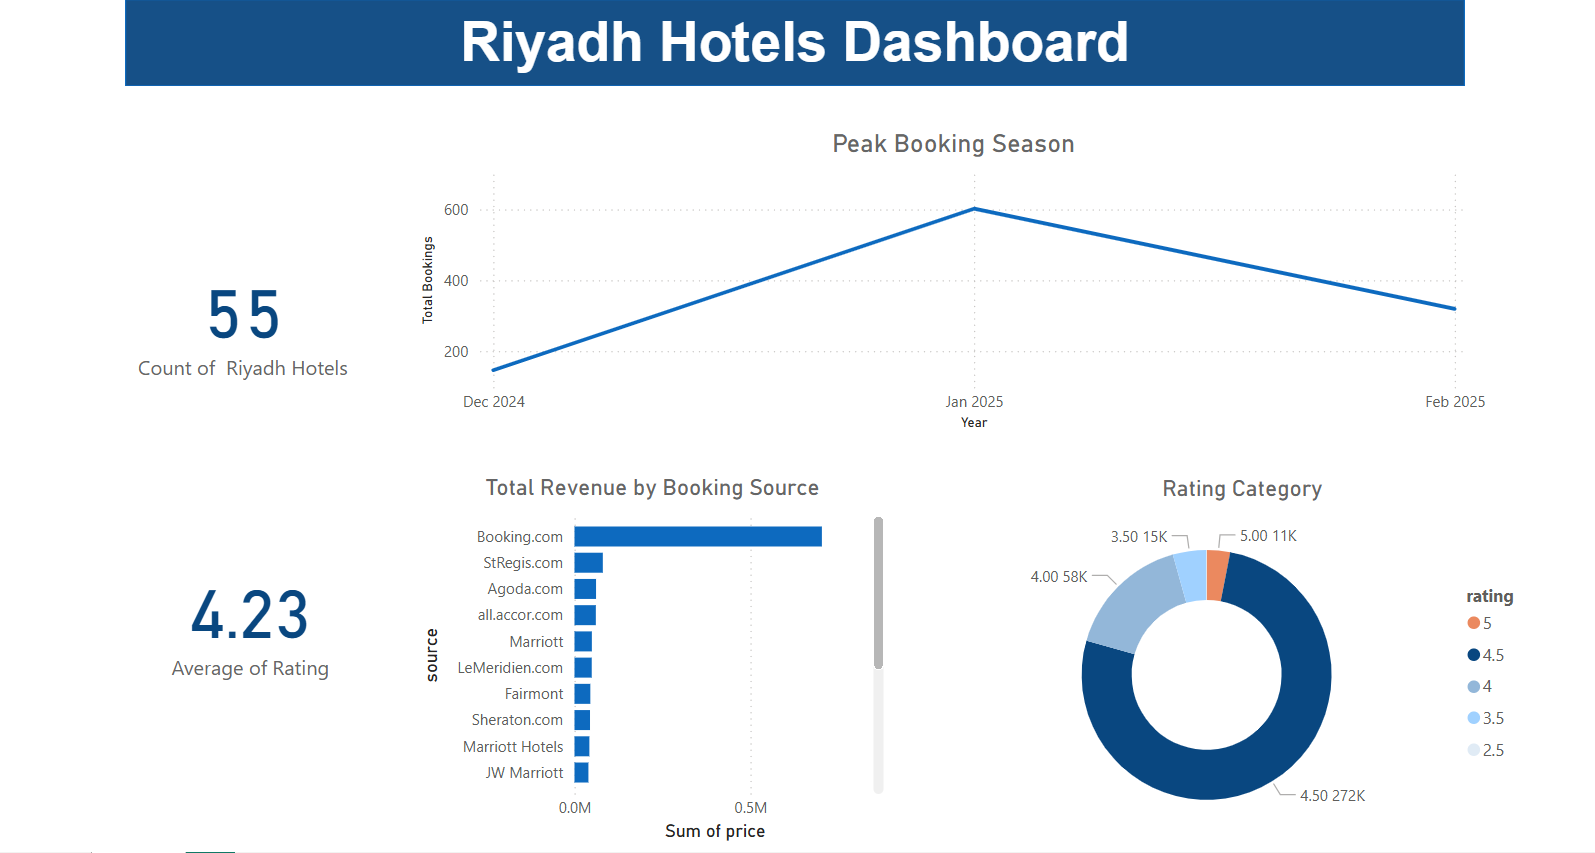 Riyadh Hotels Dashboard
Peak Booking Season
Total Bookings
600
400
200
Dec 2024
Jan 2025
Feb 2025
Year
55
Count of  Riyadh Hotels
4.23
Average of Rating
Total Revenue by Booking Source
source
Booking.com
StRegis.com
Agoda.com
all.accor.com
Marriott
LeMeridien.com
Fairmont
Sheraton.com
Marriott Hotels
JW Marriott
0.0M
0.5M
Sum of price
Rating Category
3.50 15K
5.00 11K
4.00 58K
4.50 272K
rating
5
4.5
4
3.5
2.5